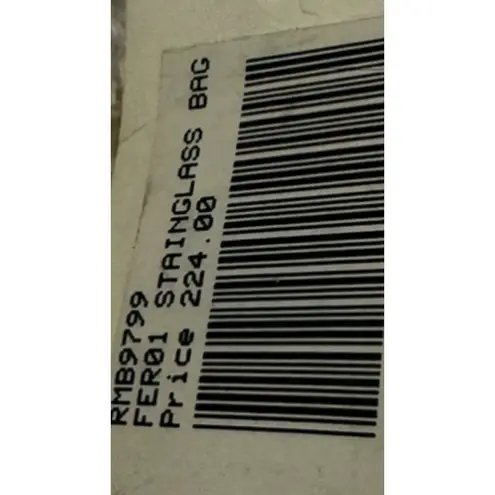 RMB9799
FER01 STAINGLASS BAG
Price 224.00